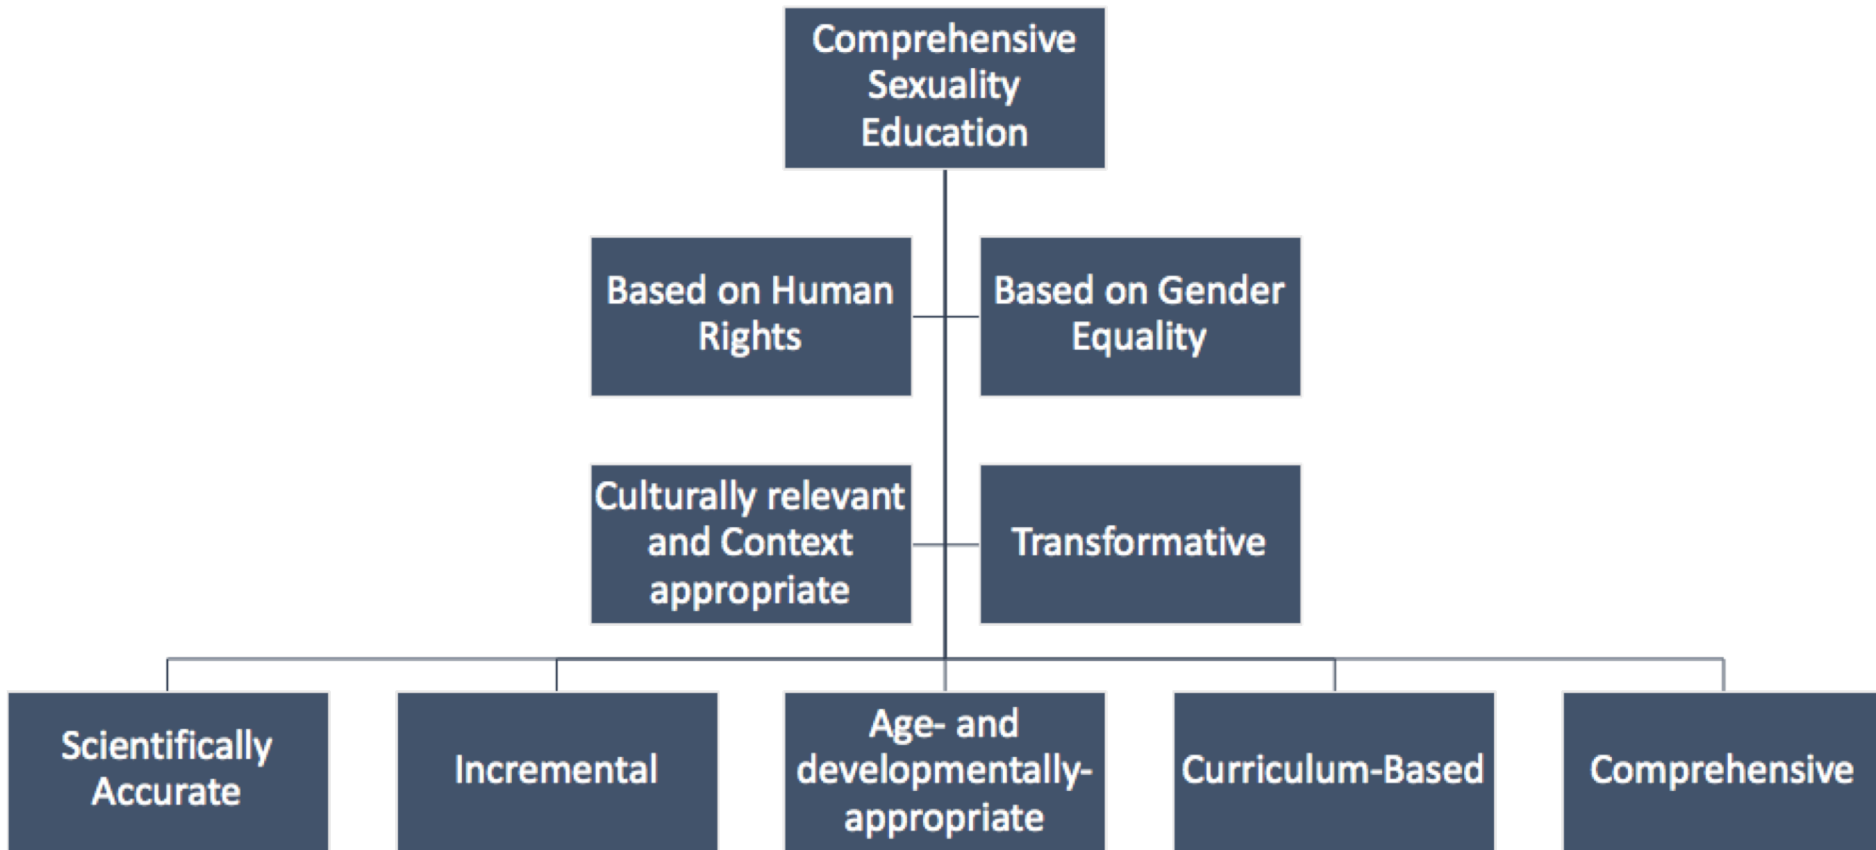 Comprehensive
Sexuality
Education
Based on Human
Rights
Based on Gender
Equality
Culturally relevant
and Context
appropriate
Transformative
Scientifically
Accurate
Incremental
Age- and
developmentally-
appropriate
Curriculum-Based
Comprehensive